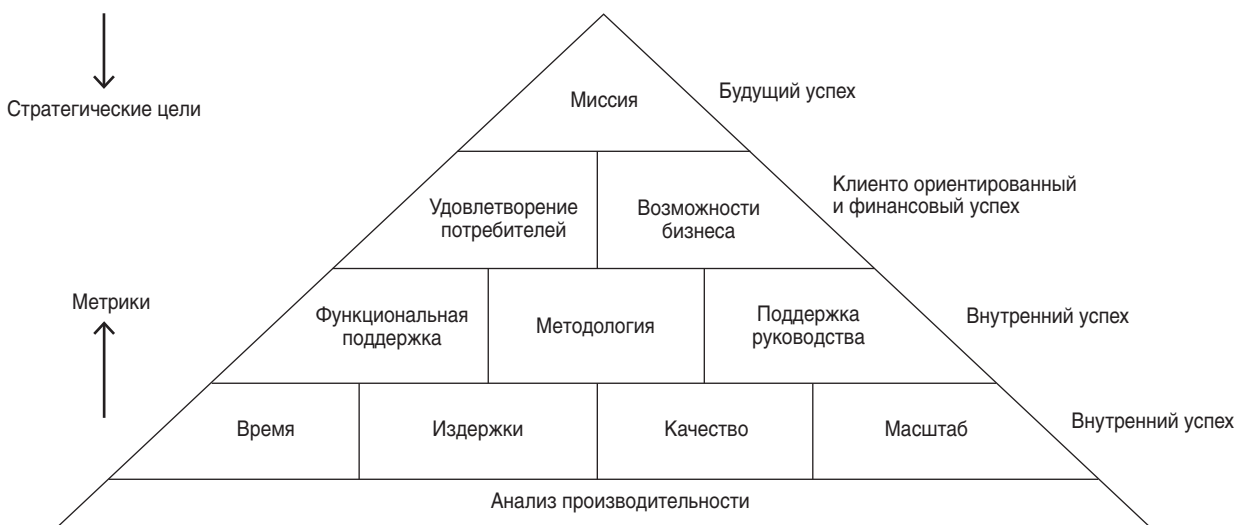 Стратегические цели
Миссия
Будущий успех
Удовлетворение
потребителей
Возможности
бизнеса
Клиенто ориентированный
и финансовый успех
Метрики
Функциональная
поддержка
Методология
Поддержка
руководства
Внутренний успех
Время
Издержки
Качество
Масштаб
Внутренний успех
Анализ производительности